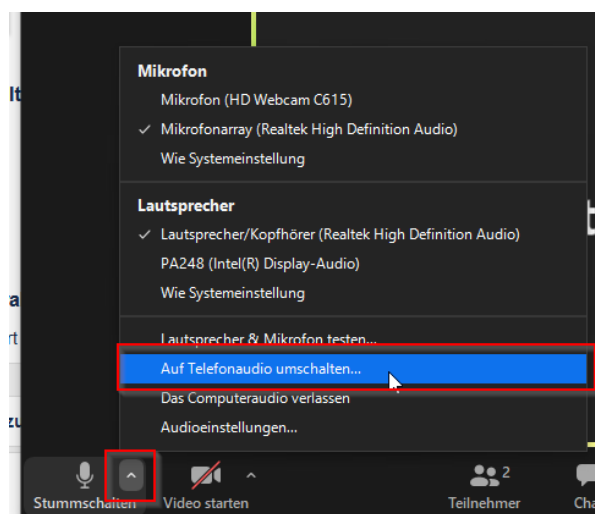 Mikrofon
Mikrofon (HD Webcam C615)
Mikrofonarray (Realtek High Definition Audio)
Wie Systemeinstellung
Lautsprecher
Lautsprecher/Kopfhörer (Realtek High Definition Audio)
PA248 (Intel(R) Display-Audio)
Wie Systemeinstellung
Lautsprecher & Mikrofon testen...
Auf Telefonaudio umschalten...
Das Computeraudio verlassen
Audioeinstellungen...
2
Stummschalten Video starten Teilnehmer